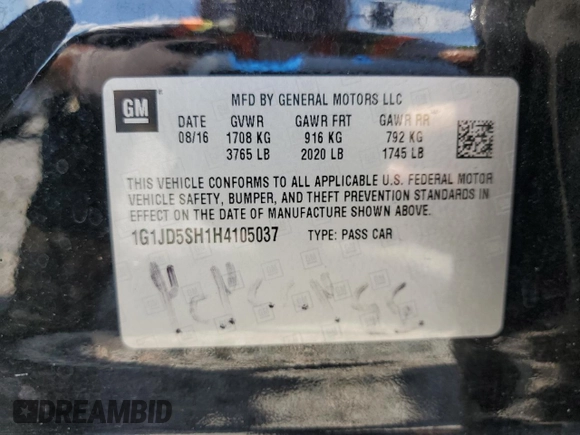 GM
MFD BY GENERAL MOTORS LLC
DATE GVWR GAWR FRT GAWR RR
08/16 1708 KG 916 KG 792 KG
3765 LB 2020 LB 1745 LB
THIS VEHICLE CONFORMS TO ALL APPLICABLE U.S. FEDERAL MOTOR
VEHICLE SAFETY, BUMPER, AND THEFT PREVENTION STANDARDS IN
EFFECT ON THE DATE OF MANUFACTURE SHOWN ABOVE.
1G1JD5SH1H4105037 TYPE: PASS CAR
DREAMBID